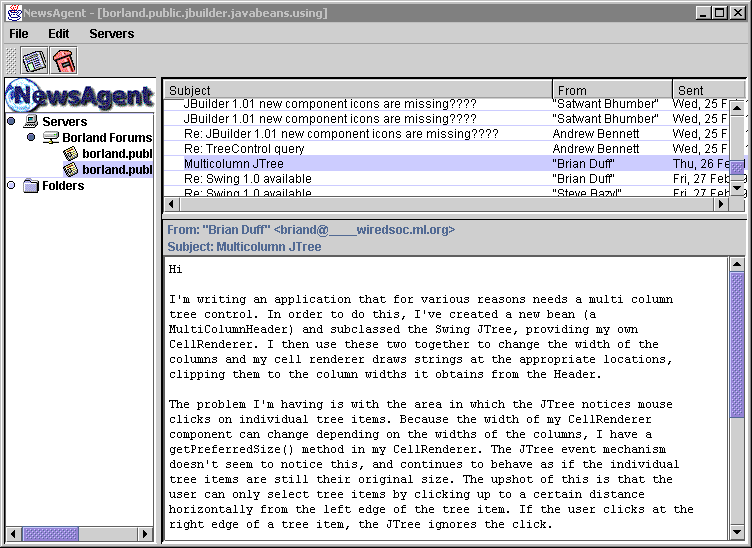 NewsAgent - [borland.public.jbuilder.javabeans.using]
File Edit Servers
NewsAgent
Servers
Borland Forums
borland.publ
borland.publ
Folders
Subject From Sent
JBuilder 1.01 new component icons are missing???? "Satwant Bhumber" Wed, 25 F
JBuilder 1.01 new component icons are missing???? "Satwant Bhumber" Wed, 25 F
Re: JBuilder 1.01 new component icons are missing???? Andrew Bennett Wed, 25 F
Re: TreeControl query Andrew Bennett Wed, 25 F
Multicolumn JTree "Brian Duff" Thu, 26 Feb
Re: Swing 1.0 available "Brian Duff" Fri, 27 Feb
Re: Swing 1.0 available "Steve Bazyl" Fri, 27 Feb
From: "Brian Duff" <briand@____wiredsoc.ml.org>
Subject: Multicolumn JTree
Hi
I'm writing an application that for various reasons needs a multi column
tree control. In order to do this, I've created a new bean (a
MultiColumnHeader) and subclassed the Swing JTree, providing my own
CellRenderer. I then use these two together to change the width of the
columns and my cell renderer draws strings at the appropriate locations,
clipping them to the column widths it obtains from the Header.
The problem I'm having is with the area in which the JTree notices mouse
clicks on individual tree items. Because the width of my CellRenderer
component can change depending on the widths of the columns, I have a
getPreferredSize() method in my CellRenderer. The JTree event mechanism
doesn't seem to notice this, and continues to behave as if the individual
tree items are still their original size. The upshot of this is that the
user can only select tree items by clicking up to a certain distance
horizontally from the left edge of the tree item. If the user clicks at the
right edge of a tree item, the JTree ignores the click.